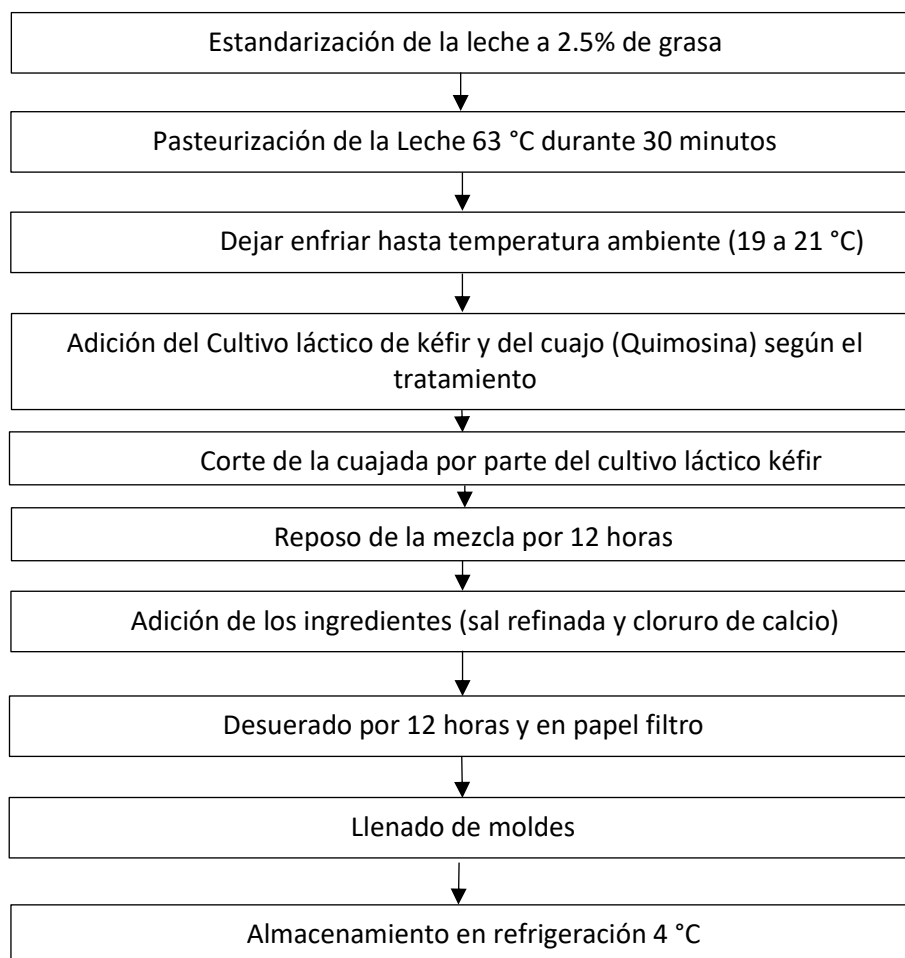 Estandarización de la leche a 2.5% de grasa
Pasteurización de la Leche 63 °C durante 30 minutos
Dejar enfriar hasta temperatura ambiente (19 a 21 °C)
Adición del Cultivo láctico de kéfir y del cuajo (Quimosina) según el
tratamiento
Corte de la cuajada por parte del cultivo láctico kéfir
Reposo de la mezcla por 12 horas
Adición de los ingredientes (sal refinada y cloruro de calcio)
Desuerado por 12 horas y en papel filtro
Llenado de moldes
Almacenamiento en refrigeración 4 °C